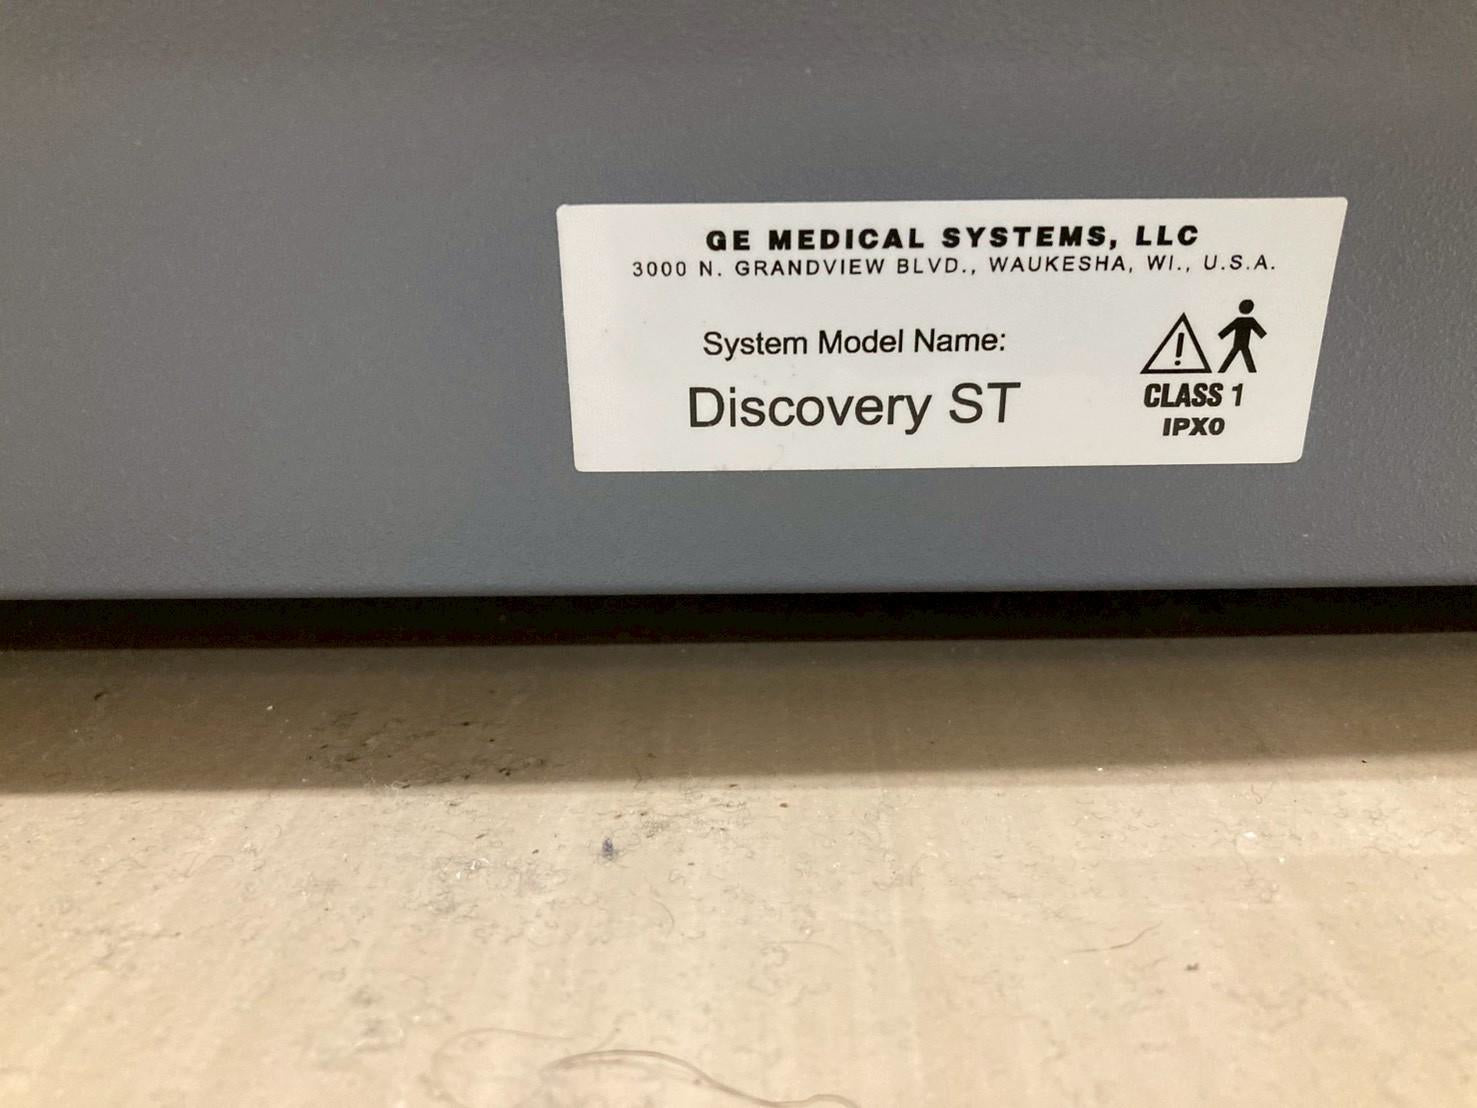 GE MEDICAL SYSTEMS, LLC
3000 N. GRANDVIEW BLVD., WAUKESHA, WI., U.S.A.
System Model Name:
Discovery ST
CLASS 1
IPX0